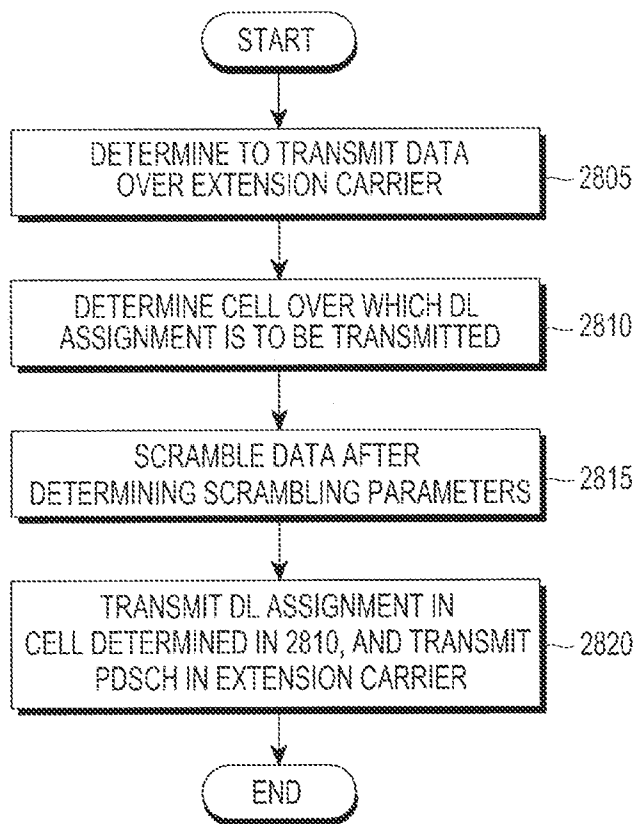 START
DETERMINE TO TRANSMIT DATA
OVER EXTENSION CARRIER
2805
DETERMINE CELL OVER WHICH DL
ASSIGNMENT IS TO BE TRANSMITTED
2810
SCRAMBLE DATA AFTER
DETERMINING SCRAMBLING PARAMETERS
2815
TRANSMIT DL ASSIGNMENT IN
CELL DETERMINED IN 2810, AND TRANSMIT
PDSCH IN EXTENSION CARRIER
2820
END